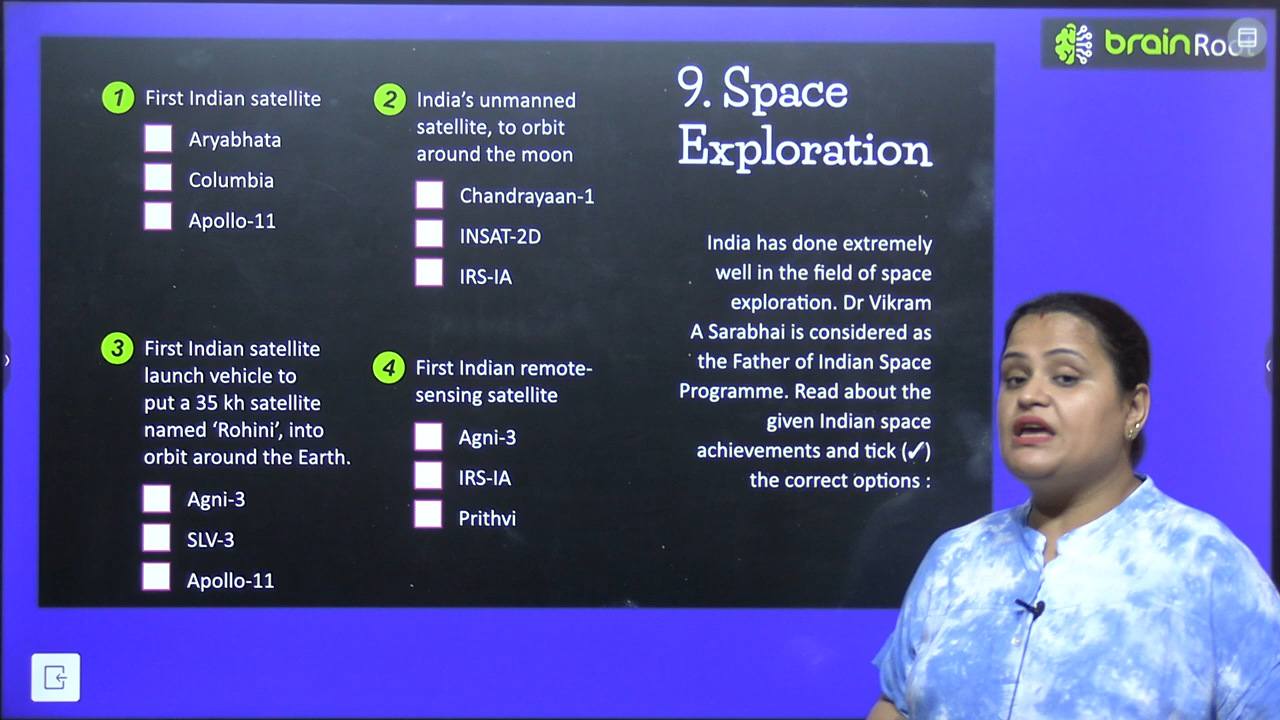 brainRoot
9. Space
Exploration
India has done extremely
well in the field of space
exploration. Dr Vikram
A Sarabhai is considered as
the Father of Indian Space
Programme. Read about the
given Indian space
achievements and tick (✓)
the correct options :
1 First Indian satellite
Aryabhata
Columbia
Apollo-11
2 India's unmanned
satellite, to orbit
around the moon
Chandrayaan-1
INSAT-2D
IRS-IA
3 First Indian satellite
launch vehicle to
put a 35 kh satellite
named ‘Rohini’, into
orbit around the Earth.
Agni-3
SLV-3
Apollo-11
4 First Indian remote-
sensing satellite
Agni-3
IRS-IA
Prithvi